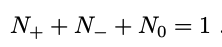 N₊ + N₋ + N₀ = 1 .